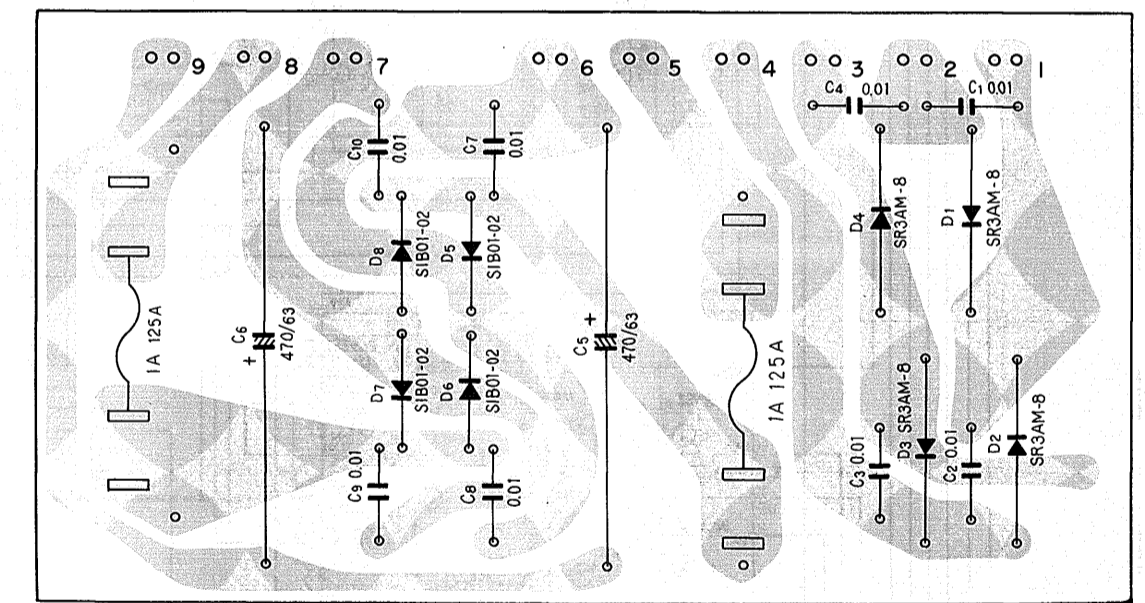 9
8
7
6
5
4
3
2
1
C4 0.01
C1 0.01
C10
0.01
C7
0.01
D4
SR3AM-8
D1
SR3AM-8
D8
S1B01-02
D5
S1B01-02
1A 125A
C6
+
470/63
C5
+
470/63
1A 125A
D7
S1B01-02
D6
S1B01-02
D3
SR3AM-8
D2
SR3AM-8
C9 0.01
C8
0.01
C3 0.01
C2 0.01